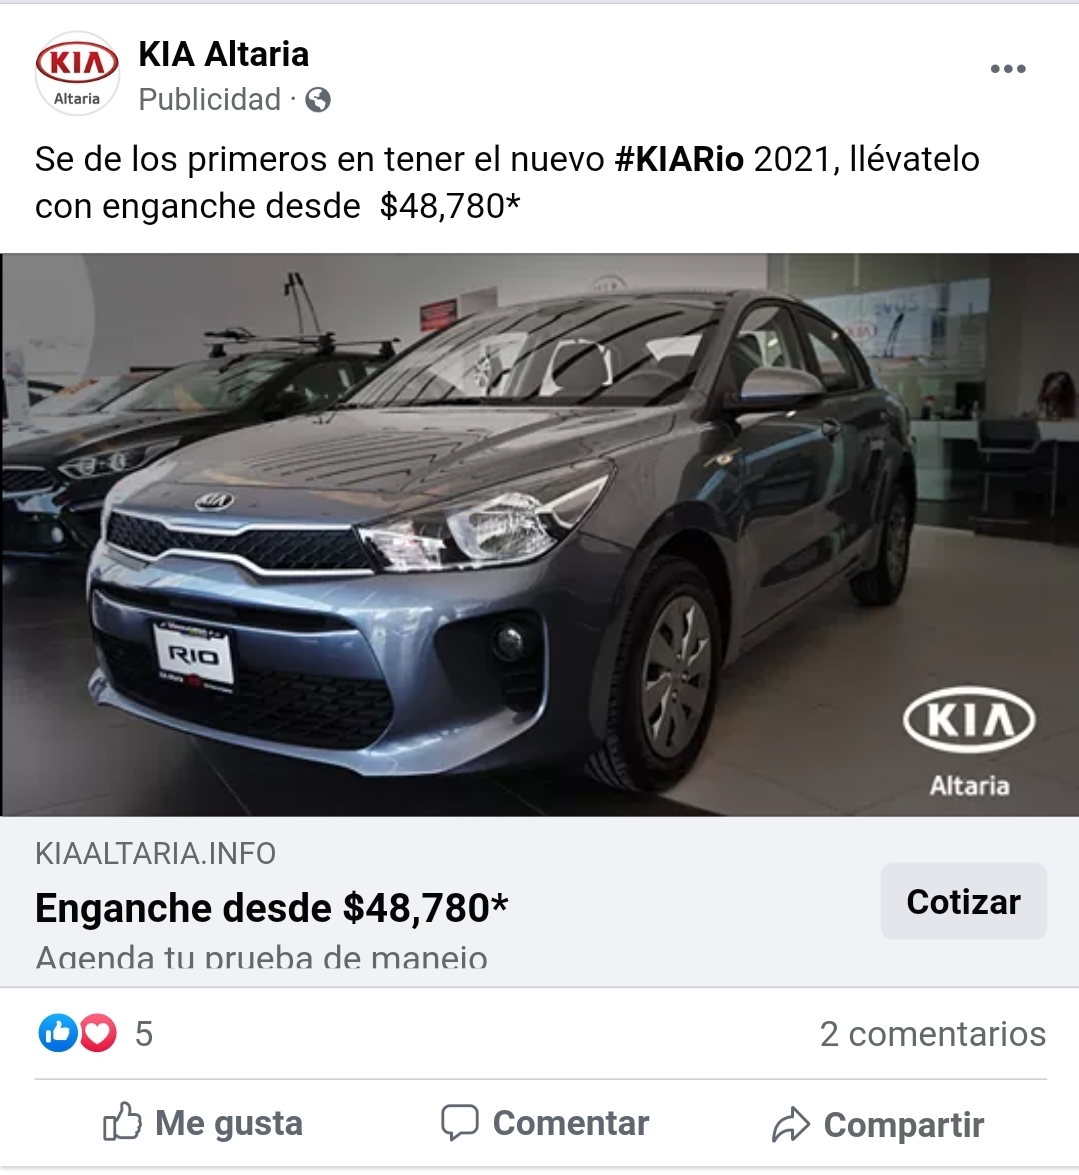 KIA
Altaria
KIA Altaria
Publicidad ·
Se de los primeros en tener el nuevo #KIARio 2021, llévatelo
con enganche desde $48,780*
KIA
KIA
RIO
KIA
Altaria
KIAALTARIA.INFO
Enganche desde $48,780*
Agenda tu prueba de manejo
Cotizar
5
2 comentarios
Me gusta
Comentar
Compartir